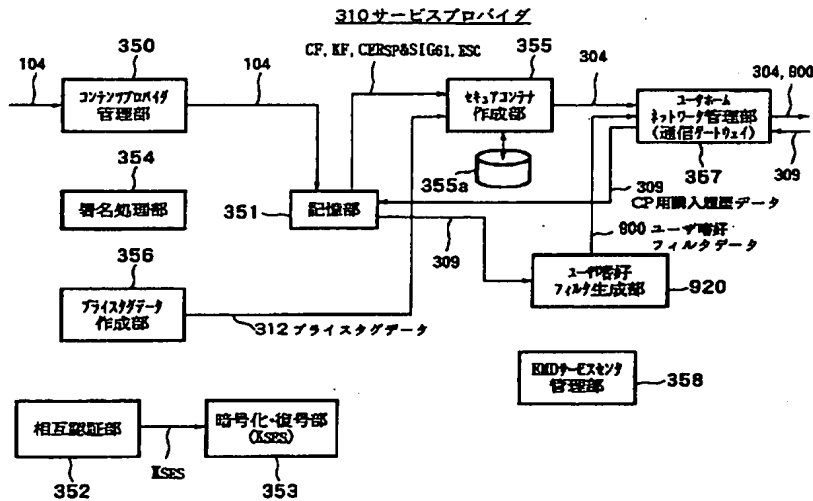 310サービスプロバイダ
350
CF, KF, CERSP&SIG61, ESC
355
104
104
304
304, 800
コンテンツプロバイダ
管理部
セキュアコンテナ
作成部
ユーザホーム
ネットワーク管理部
(通信ゲートウェイ)
357
309
354
355a
署名処理部
351
記憶部
309
CP用購入履歴データ
309
900 ユーザ嗜好
フィルタデータ
356
プライスタグデータ
作成部
ユーザ嗜好
フィルタ生成部
920
312 プライスタグデータ
EMDサービスセンタ
管理部
358
相互認証部
暗号化・復号部
(KSES)
KSES
352
353